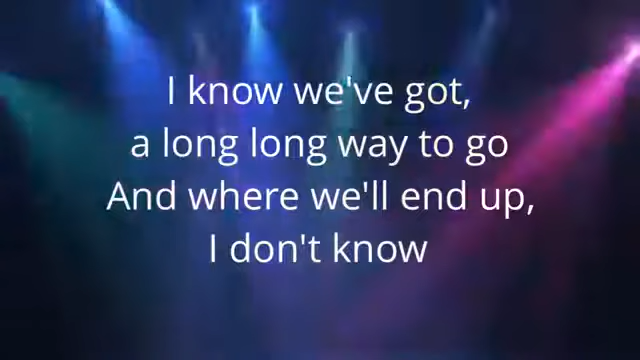 I know we've got,
a long long way to go
And where we'll end up,
I don't know